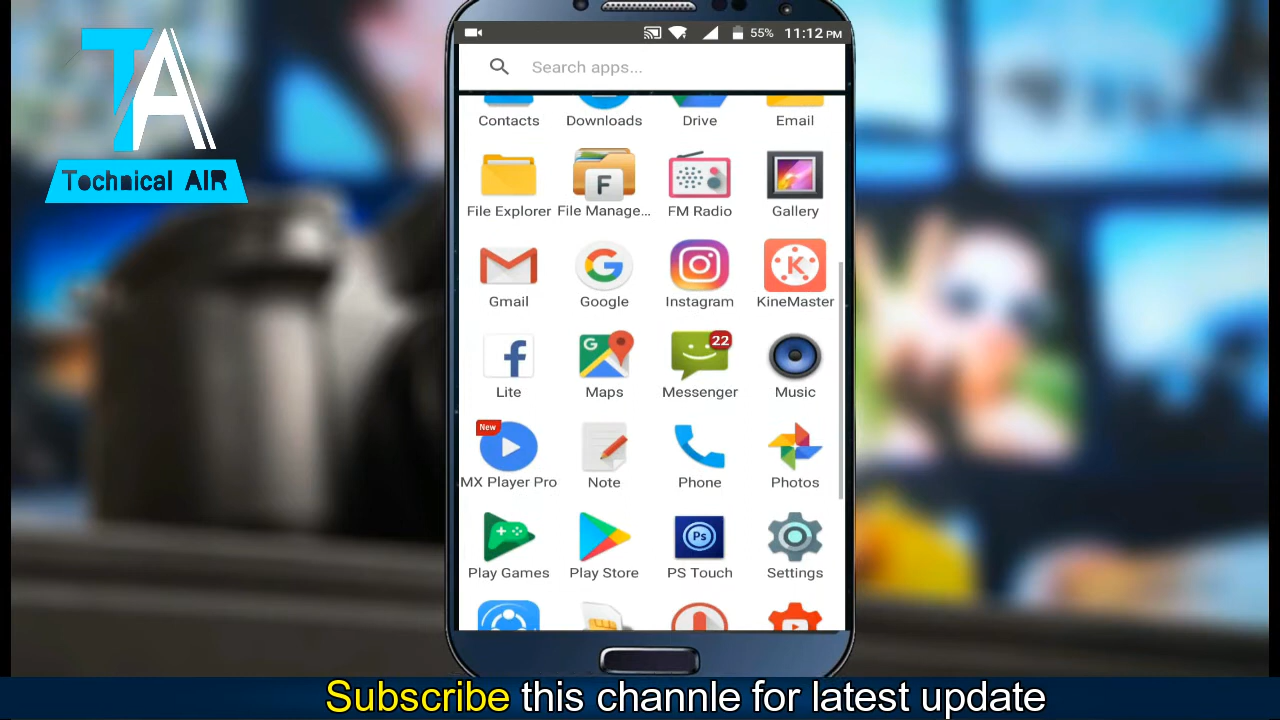 TA
Technical AIR
55% 11:12 PM
Search apps...
Contacts Downloads Drive Email
F
File Explorer File Manage... FM Radio Gallery
G K
Gmail Google Instagram KineMaster
f G 22
Lite Maps Messenger Music
New
MX Player Pro Note Phone Photos
Ps
Play Games Play Store PS Touch Settings
Subscribe this channle for latest update